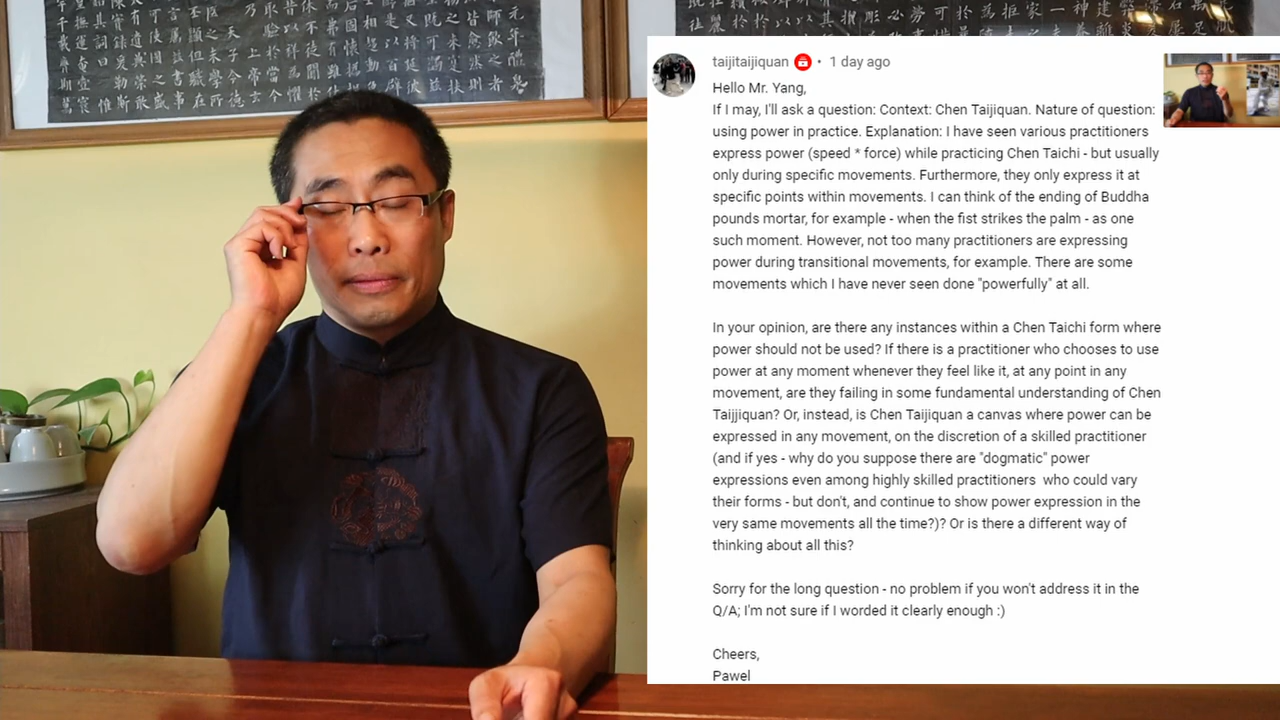 taijitaijiquan • 1 day ago
Hello Mr. Yang,
If I may, I'll ask a question: Context: Chen Taijiquan. Nature of question:
using power in practice. Explanation: I have seen various practitioners
express power (speed * force) while practicing Chen Taichi - but usually
only during specific movements. Furthermore, they only express it at
specific points within movements. I can think of the ending of Buddha
pounds mortar, for example - when the fist strikes the palm - as one
such moment. However, not too many practitioners are expressing
power during transitional movements, for example. There are some
movements which I have never seen done "powerfully" at all.
In your opinion, are there any instances within a Chen Taichi form where
power should not be used? If there is a practitioner who chooses to use
power at any moment whenever they feel like it, at any point in any
movement, are they failing in some fundamental understanding of Chen
Taijjiquan? Or, instead, is Chen Taijiquan a canvas where power can be
expressed in any movement, on the discretion of a skilled practitioner
(and if yes - why do you suppose there are "dogmatic" power
expressions even among highly skilled practitioners  who could vary
their forms - but don't, and continue to show power expression in the
very same movements all the time?)? Or is there a different way of
thinking about all this?
Sorry for the long question - no problem if you won't address it in the
Q/A; I'm not sure if I worded it clearly enough :)
Cheers,
Pawel